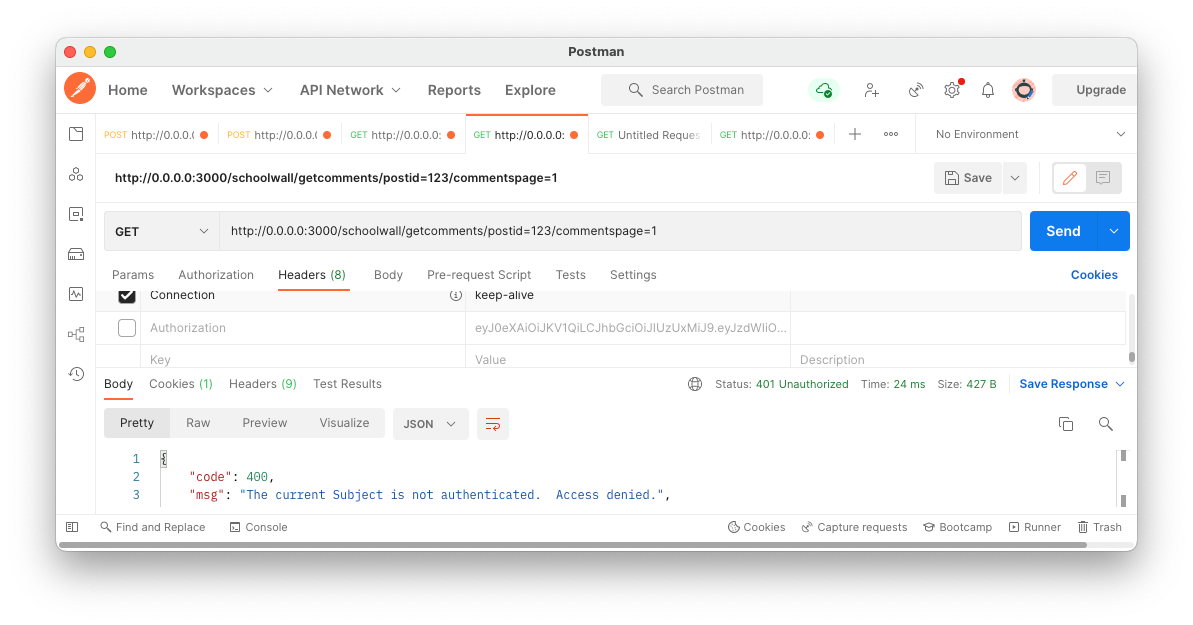 Postman
Home Workspaces API Network Reports Explore Search Postman Upgrade
POST http://0.0.0.( POST http://0.0.0.( GET http://0.0.0.0: GET http://0.0.0.0: GET Untitled Reques GET http://0.0.0.0: No Environment
http://0.0.0.0:3000/schoolwall/getcomments/postid=123/commentspage=1 Save
GET http://0.0.0.0:3000/schoolwall/getcomments/postid=123/commentspage=1 Send
Params Authorization Headers (8) Body Pre-request Script Tests Settings Cookies
Connection keep-alive
Authorization eyJ0eXAiOiJKV1QiLCJhbGciOiJIUzUxMiJ9.eyJzdWIiO...
Key Value Description
Body Cookies (1) Headers (9) Test Results Status: 401 Unauthorized Time: 24 ms Size: 427 B Save Response
Pretty Raw Preview Visualize JSON
1 {
2 "code": 400,
3 "msg": "The current Subject is not authenticated.  Access denied.",
Find and Replace Console Cookies Capture requests Bootcamp Runner Trash